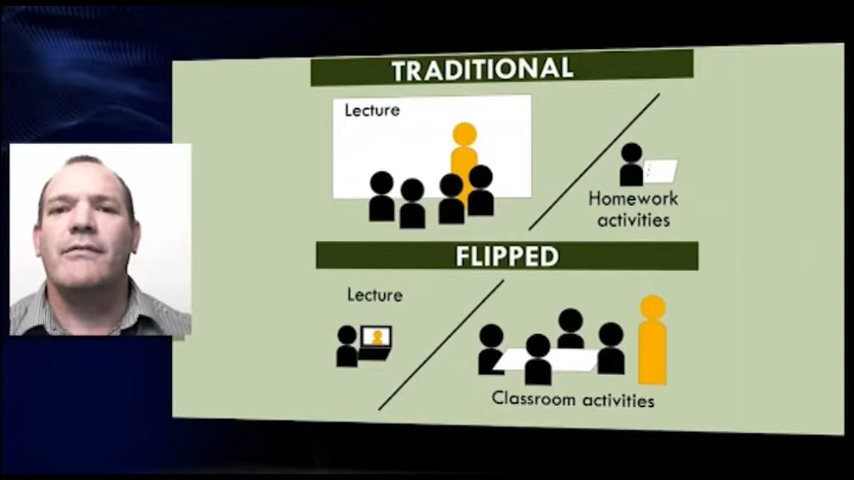 TRADITIONAL
Lecture
Homework
activities
FLIPPED
Lecture
Classroom activities